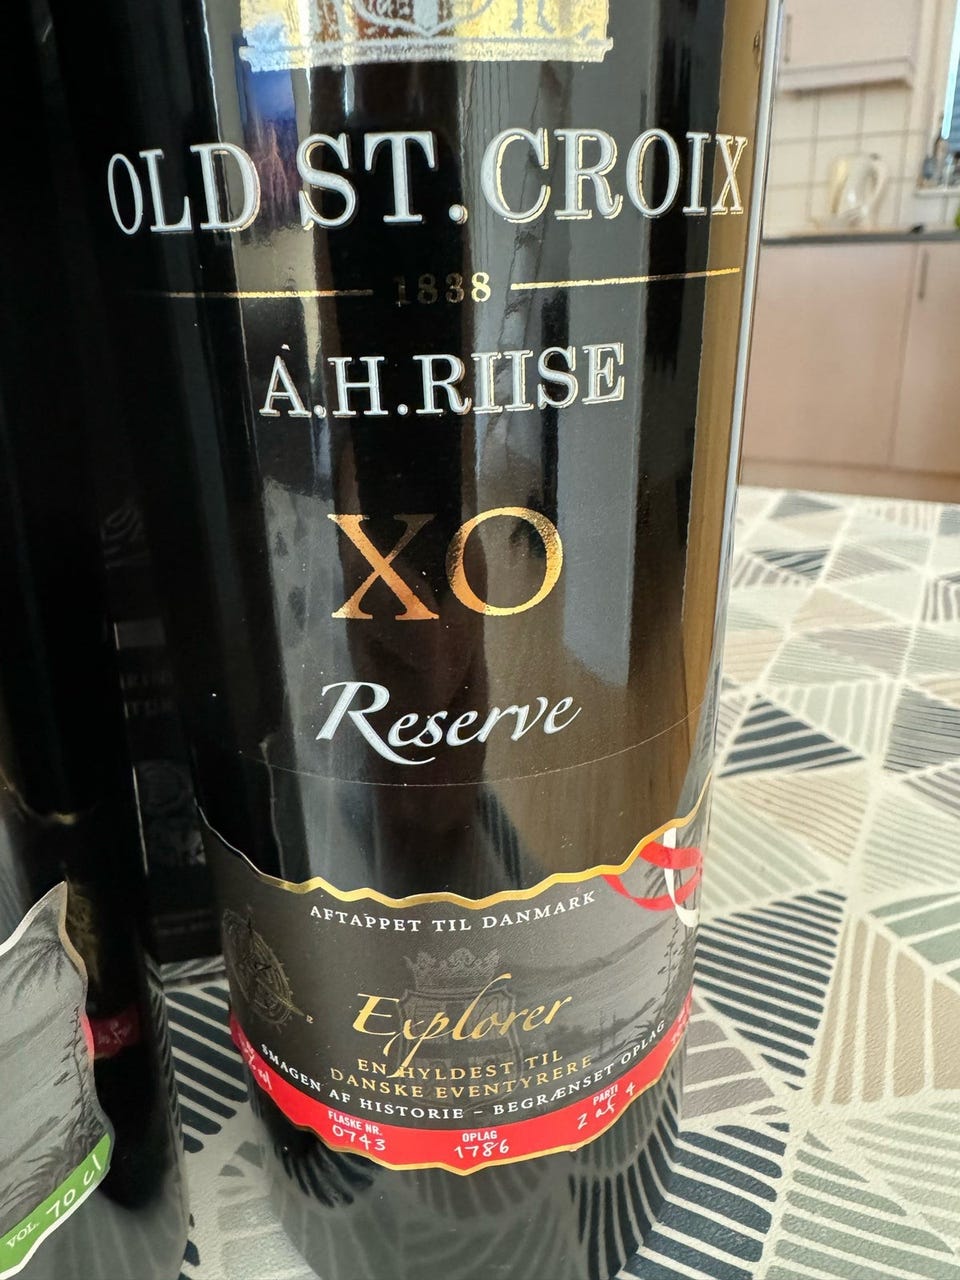 OLD ST. CROIX
1838
A.H.RIISE
XO
Reserve
AFTAPPET TIL DANMARK
Explorer
EN HYLDEST TIL
DANSKE EVENTYRERE
SMAGEN AF HISTORIE – BEGRÆNSET OPLAG
FLASKE NR. OPLAG PARTI
0743 1786 2 af 4
VOL. 70 cl